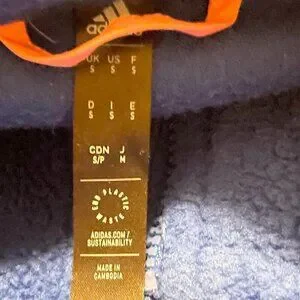 adidas
UK US F
S S S
D I E
S S S
CDN J
S/P M
END PLASTIC WASTE
ADIDAS.COM/
SUSTAINABILITY
MADE IN
CAMBODIA